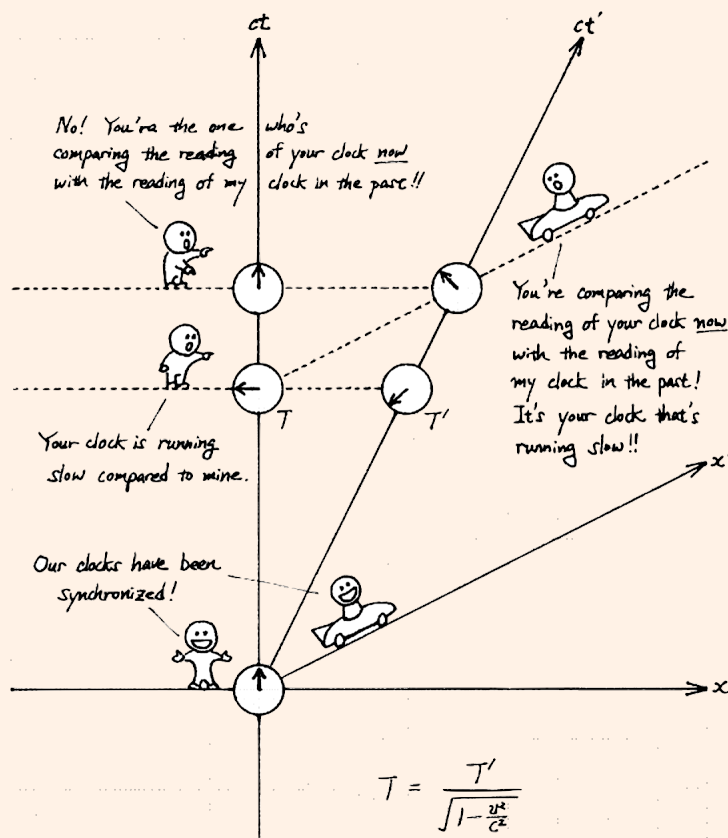 ct
ct'
No! You're the one who's
comparing the reading of your clock now
with the reading of my clock in the past!!
You're comparing the
reading of your clock now
with the reading of
my clock in the past!
It's your clock that's
running slow!!
T
T'
Your clock is running
slow compared to mine.
x'
Our clocks have been
synchronized!
x
T = T' / √(1 - v²/c²)